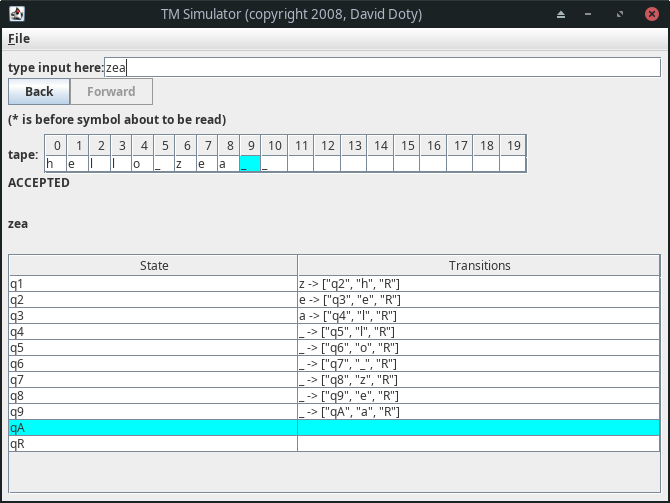 TM Simulator (copyright 2008, David Doty)
File
type input here: zea
Back Forward
(* is before symbol about to be read)
0 1 2 3 4 5 6 7 8 9 10 11 12 13 14 15 16 17 18 19
tape: h e l l o _ z e a _ _
ACCEPTED
zea
State Transitions
q1 z -> ["q2", "h", "R"]
q2 e -> ["q3", "e", "R"]
q3 a -> ["q4", "l", "R"]
q4 _ -> ["q5", "l", "R"]
q5 _ -> ["q6", "o", "R"]
q6 _ -> ["q7", "_", "R"]
q7 _ -> ["q8", "z", "R"]
q8 _ -> ["q9", "e", "R"]
q9 _ -> ["qA", "a", "R"]
qA
qR